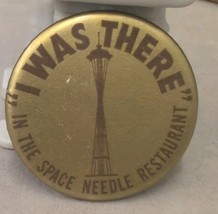 "I WAS THERE"
IN THE SPACE NEEDLE RESTAURANT